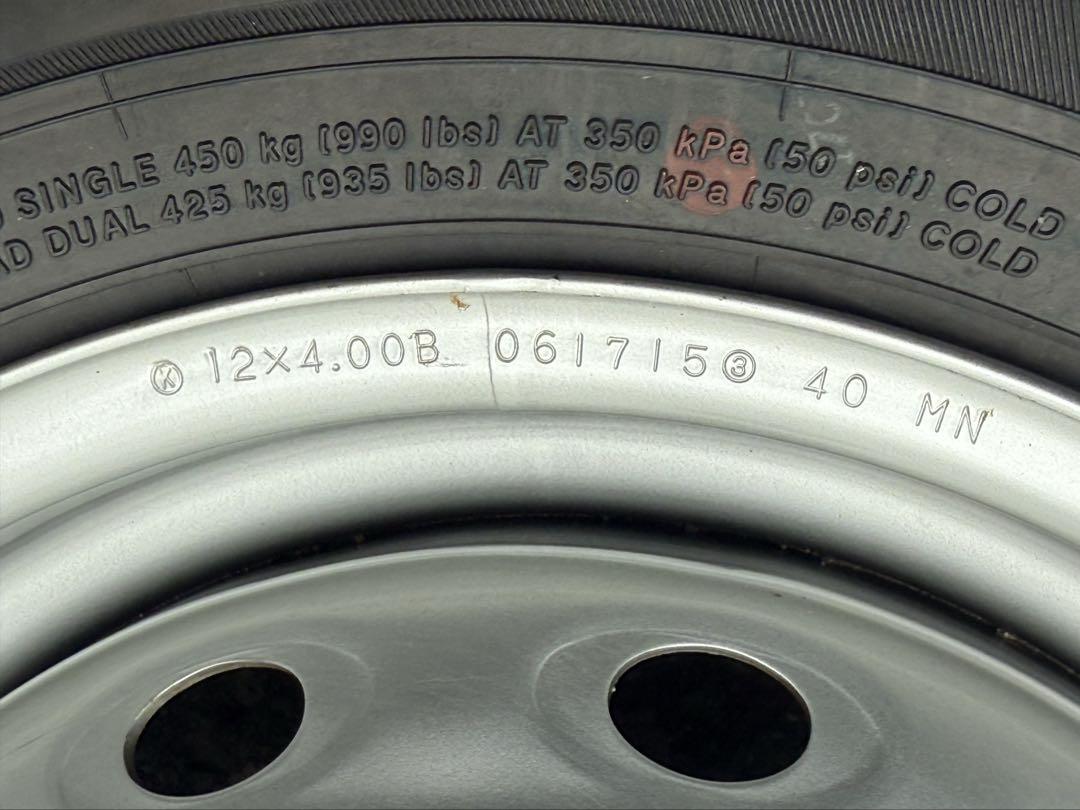 SINGLE 450 kg (990 lbs) AT 350 kPa (50 psi) COLD
DUAL 425 kg (935 lbs) AT 350 kPa (50 psi) COLD
Ⓚ 12×4.00B 061715③ 40 MN